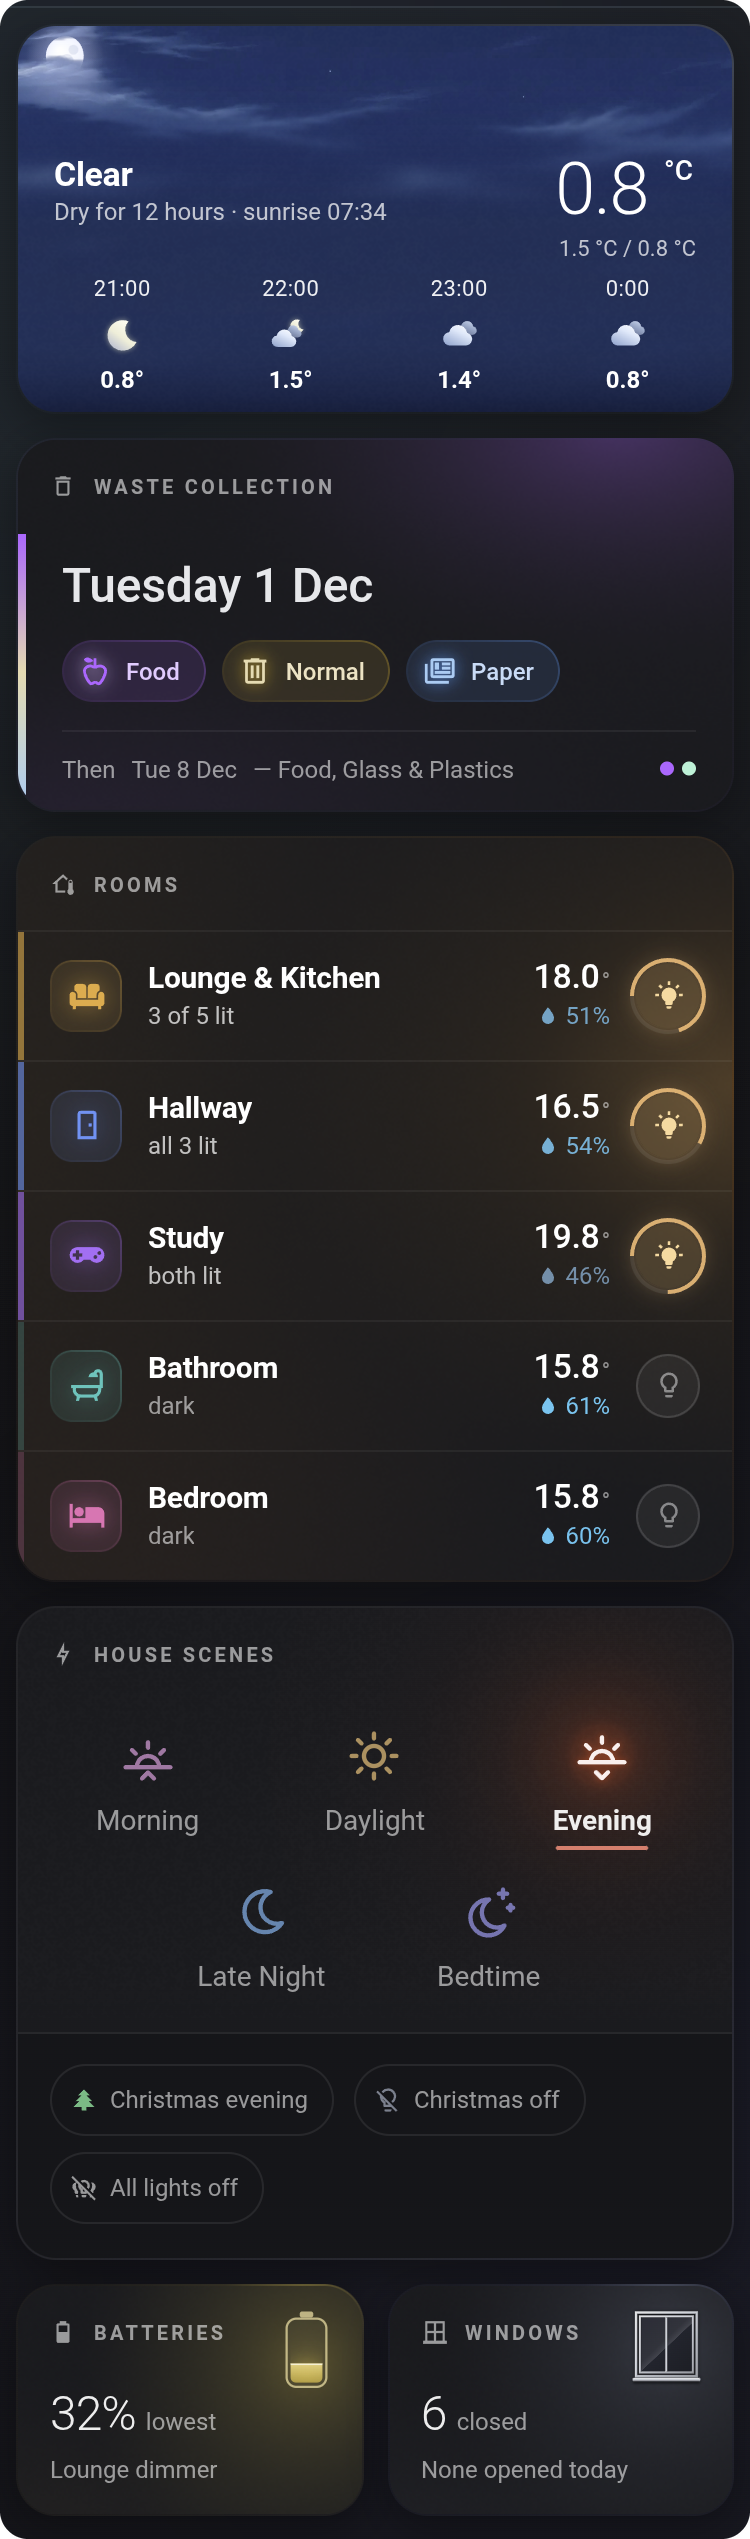 Clear
Dry for 12 hours · sunrise 07:34
0.8 °C
1.5 °C / 0.8 °C
21:00 22:00 23:00 0:00
0.8° 1.5° 1.4° 0.8°
WASTE COLLECTION
Tuesday 1 Dec
Food Normal Paper
Then Tue 8 Dec — Food, Glass & Plastics
ROOMS
Lounge & Kitchen 18.0°
3 of 5 lit 51%
Hallway 16.5°
all 3 lit 54%
Study 19.8°
both lit 46%
Bathroom 15.8°
dark 61%
Bedroom 15.8°
dark 60%
HOUSE SCENES
Morning Daylight Evening
Late Night Bedtime
Christmas evening Christmas off
All lights off
BATTERIES
32% lowest
Lounge dimmer
WINDOWS
6 closed
None opened today